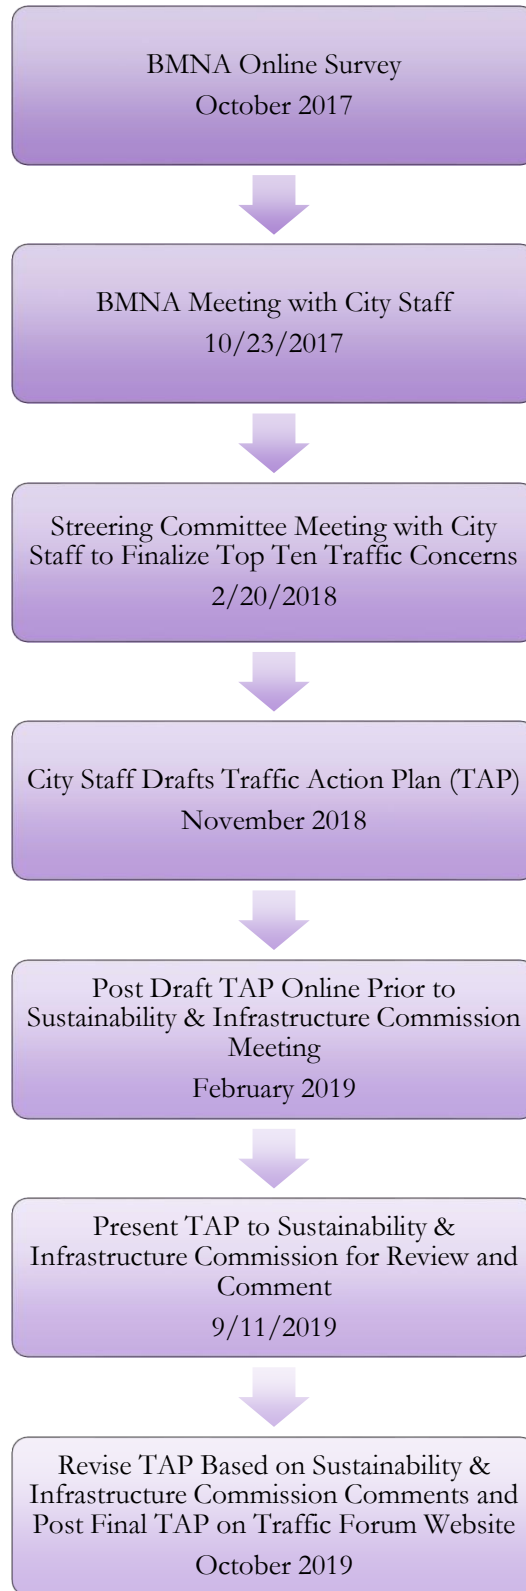 BMNA Online Survey
October 2017
BMNA Meeting with City Staff
10/23/2017
Streering Committee Meeting with City
Staff to Finalize Top Ten Traffic Concerns
2/20/2018
City Staff Drafts Traffic Action Plan (TAP)
November 2018
Post Draft TAP Online Prior to
Sustainability & Infrastructure Commission
Meeting
February 2019
Present TAP to Sustainability &
Infrastructure Commission for Review and
Comment
9/11/2019
Revise TAP Based on Sustainability &
Infrastructure Commission Comments and
Post Final TAP on Traffic Forum Website
October 2019